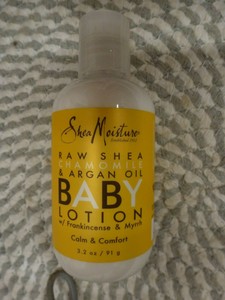 SheaMoisture
RAW SHEA
CHAMOMILE
& ARGAN OIL
BABY
LOTION
w/ Frankincense & Myrrh
Calm & Comfort
3.2 oz / 91 g